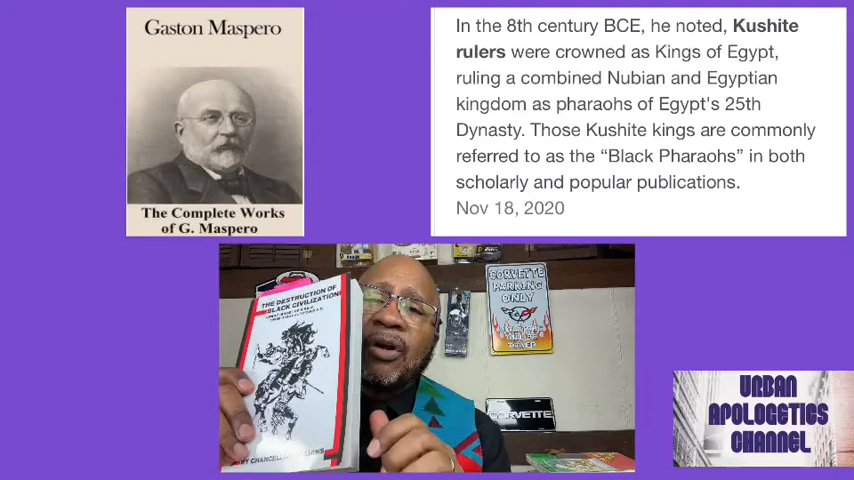 Gaston Maspero
The Complete Works
of G. Maspero
In the 8th century BCE, he noted, Kushite
rulers were crowned as Kings of Egypt,
ruling a combined Nubian and Egyptian
kingdom as pharaohs of Egypt's 25th
Dynasty. Those Kushite kings are commonly
referred to as the “Black Pharaohs” in both
scholarly and popular publications.
Nov 18, 2020
THE DESTRUCTION OF
BLACK CIVILIZATION
CORVETTE
PARKING
ONLY
CORVETTE
URBAN
APOLOGETICS
CHANNEL